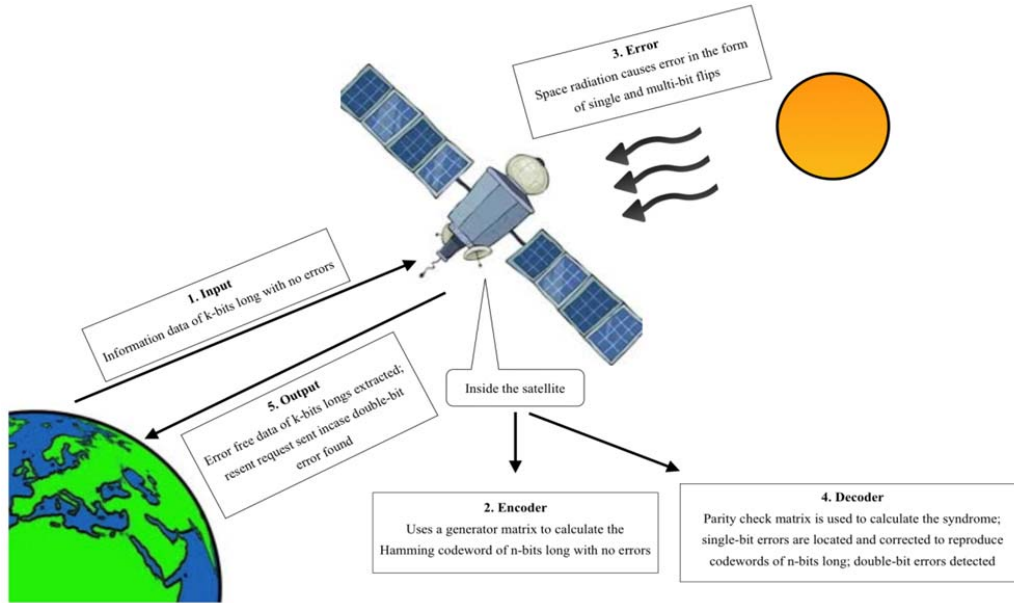 1. Input
Information data of k-bits long with no errors
2. Encoder
Uses a generator matrix to calculate the
Hamming codeword of n-bits long with no errors
3. Error
Space radiation causes error in the form
of single and multi-bit flips
4. Decoder
Parity check matrix is used to calculate the syndrome;
single-bit errors are located and corrected to reproduce
codewords of n-bits long; double-bit errors detected
5. Output
Error free data of k-bits longs extracted;
resent request sent incase double-bit
error found
Inside the satellite